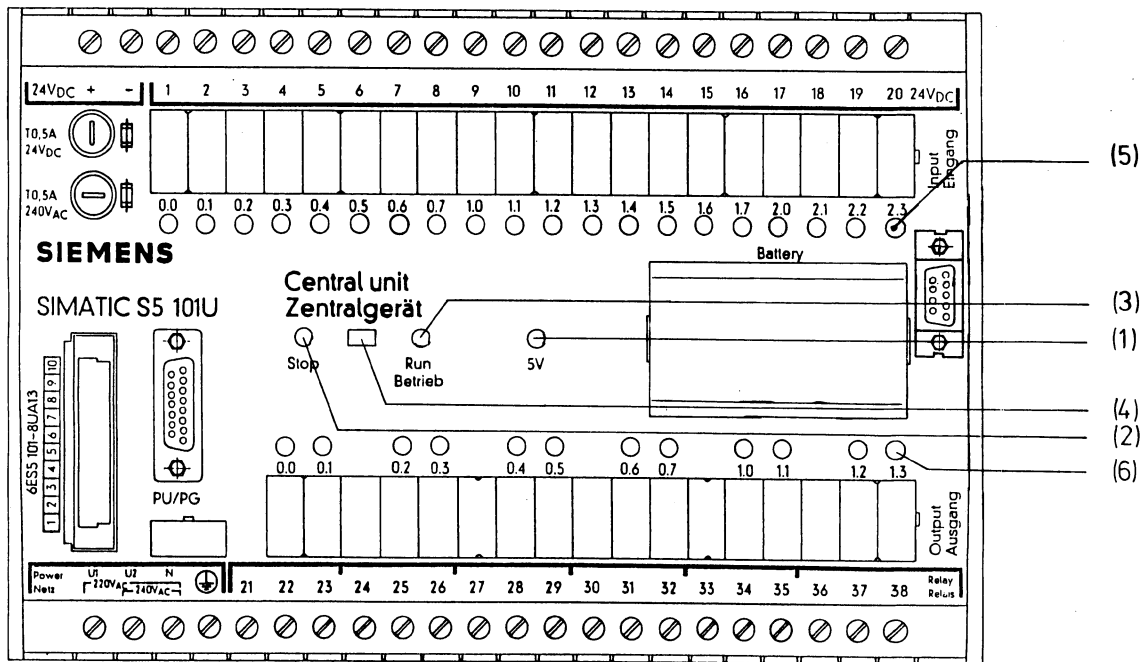 24VDC + - 1 2 3 4 5 6 7 8 9 10 11 12 13 14 15 16 17 18 19 20 24VDC
T0,5A
24VDC
T0,5A
240VAC
Input
Eingang
(5)
0.0 0.1 0.2 0.3 0.4 0.5 0.6 0.7 1.0 1.1 1.2 1.3 1.4 1.5 1.6 1.7 2.0 2.1 2.2 2.3
SIEMENS
Battery
Central unit
Zentralgerät
SIMATIC S5 101U
(3)
(1)
Stop
Run
Betrieb
5V
(4)
(2)
(6)
6ES5 101-8UA13
1 2 3 4 5 6 7 8 9 10
0.0 0.1 0.2 0.3 0.4 0.5 0.6 0.7 1.0 1.1 1.2 1.3
PU/PG
Output
Ausgang
Power
Netz
U1 U2 N
220VAC
240VAC
21 22 23 24 25 26 27 28 29 30 31 32 33 34 35 36 37 38
Relay
Relais